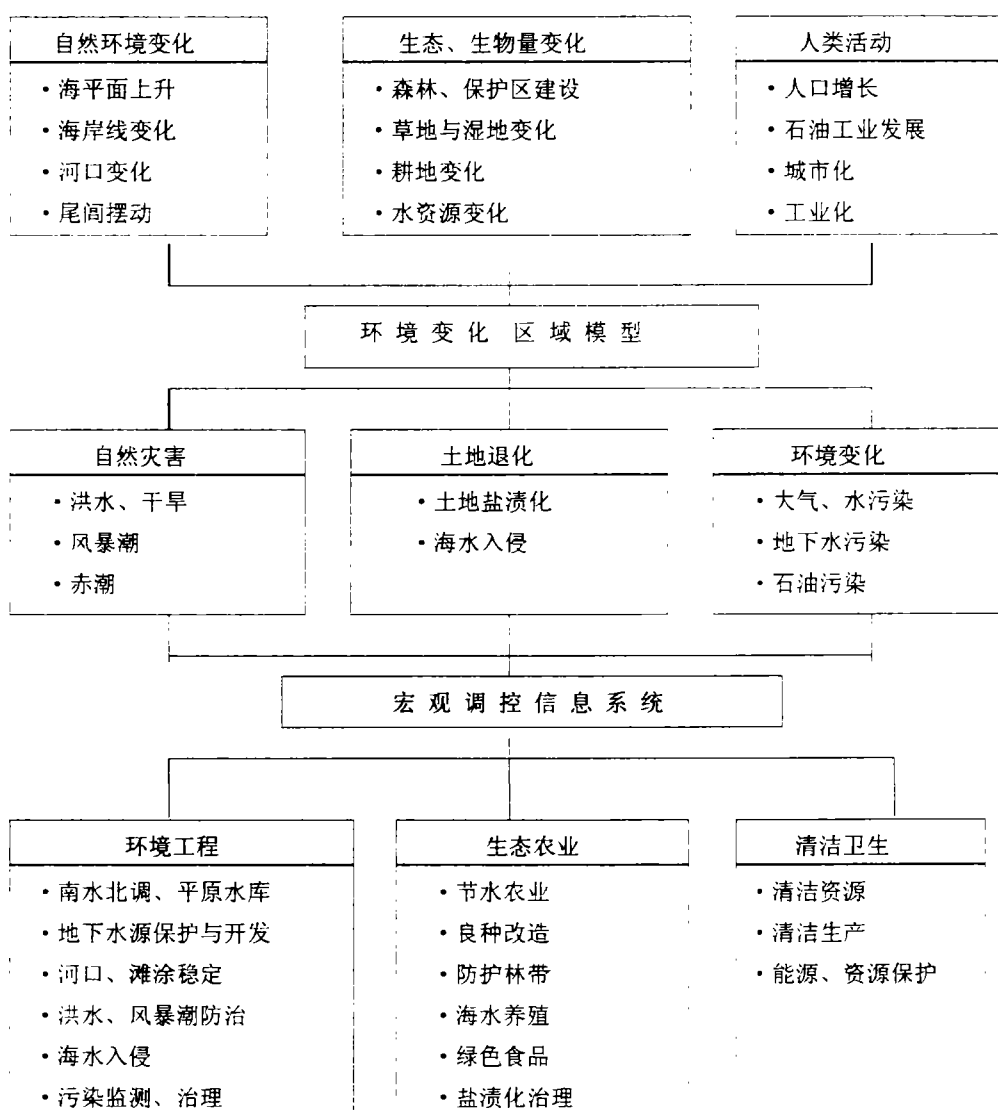 自然环境变化
・海平面上升
・海岸线变化
・河口变化
・尾闾摆动
生态、生物量变化
・森林、保护区建设
・草地与湿地变化
・耕地变化
・水资源变化
人类活动
・人口增长
・石油工业发展
・城市化
・工业化
环境变化区域模型
自然灾害
・洪水、干旱
・风暴潮
・赤潮
土地退化
・土地盐渍化
・海水入侵
环境变化
・大气、水污染
・地下水污染
・石油污染
宏观调控信息系统
环境工程
・南水北调、平原水库
・地下水源保护与开发
・河口、滩涂稳定
・洪水、风暴潮防治
・海水入侵
・污染监测、治理
生态农业
・节水农业
・良种改造
・防护林带
・海水养殖
・绿色食品
・盐渍化治理
清洁卫生
・清洁资源
・清洁生产
・能源、资源保护